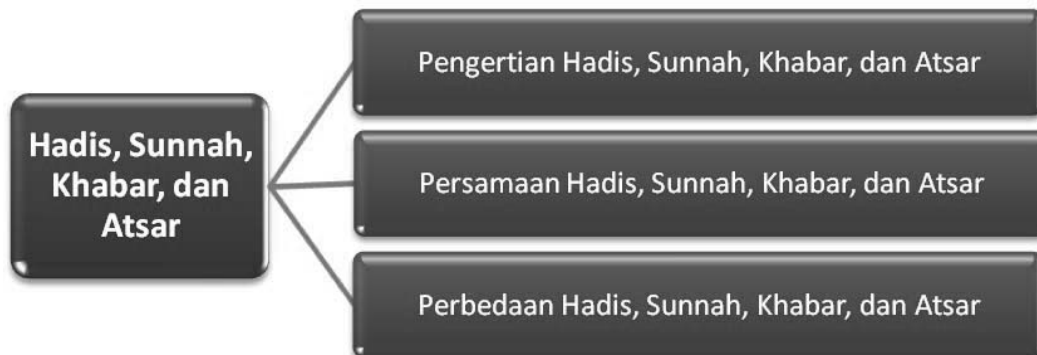 Hadis, Sunnah,
Khabar, dan
Atsar
Pengertian Hadis, Sunnah, Khabar, dan Atsar
Persamaan Hadis, Sunnah, Khabar, dan Atsar
Perbedaan Hadis, Sunnah, Khabar, dan Atsar